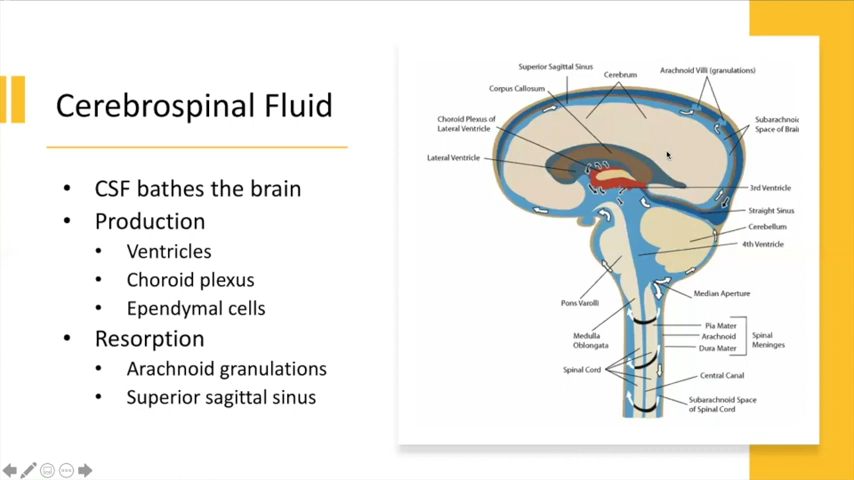 Cerebrospinal Fluid
• CSF bathes the brain
• Production
• Ventricles
• Choroid plexus
• Ependymal cells
• Resorption
• Arachnoid granulations
• Superior sagittal sinus
Superior Sagittal Sinus
Cerebrum
Arachnoid Villi (granulations)
Corpus Callosum
Choroid Plexus of
Lateral Ventricle
Subarachnoic
Space of Brai
Lateral Ventricle
3rd Ventricle
Straight Sinus
Cerebellum
4th Ventricle
Median Aperture
Pons Varolli
Pia Mater
Arachnoid
Dura Mater
Spinal
Meninges
Medulla
Oblongata
Spinal Cord
Central Canal
Subarachnoid Space
of Spinal Cord